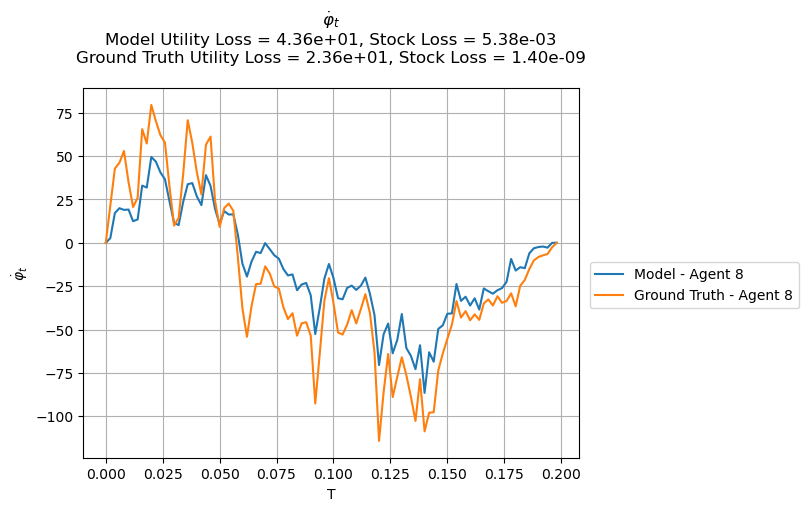 φ̇ₜ
Model Utility Loss = 4.36e+01, Stock Loss = 5.38e-03
Ground Truth Utility Loss = 2.36e+01, Stock Loss = 1.40e-09
φ̇ₜ
75
50
25
0
−25
−50
−75
−100
0.000 0.025 0.050 0.075 0.100 0.125 0.150 0.175 0.200
T
Model - Agent 8
Ground Truth - Agent 8